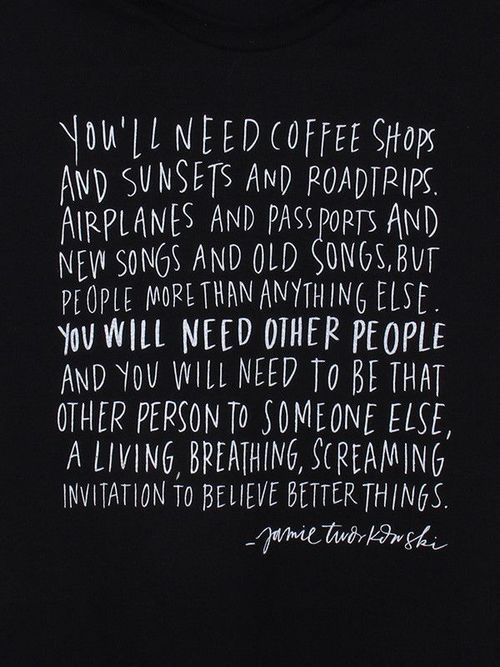 YOU'LL NEED COFFEE SHOPS
AND SUNSETS AND ROADTRIPS.
AIRPLANES AND PASSPORTS AND
NEW SONGS AND OLD SONGS, BUT
PEOPLE MORE THAN ANYTHING ELSE.
YOU WILL NEED OTHER PEOPLE
AND YOU WILL NEED TO BE THAT
OTHER PERSON TO SOMEONE ELSE,
A LIVING, BREATHING, SCREAMING
INVITATION TO BELIEVE BETTER THINGS.
- Jamie Tworkowski